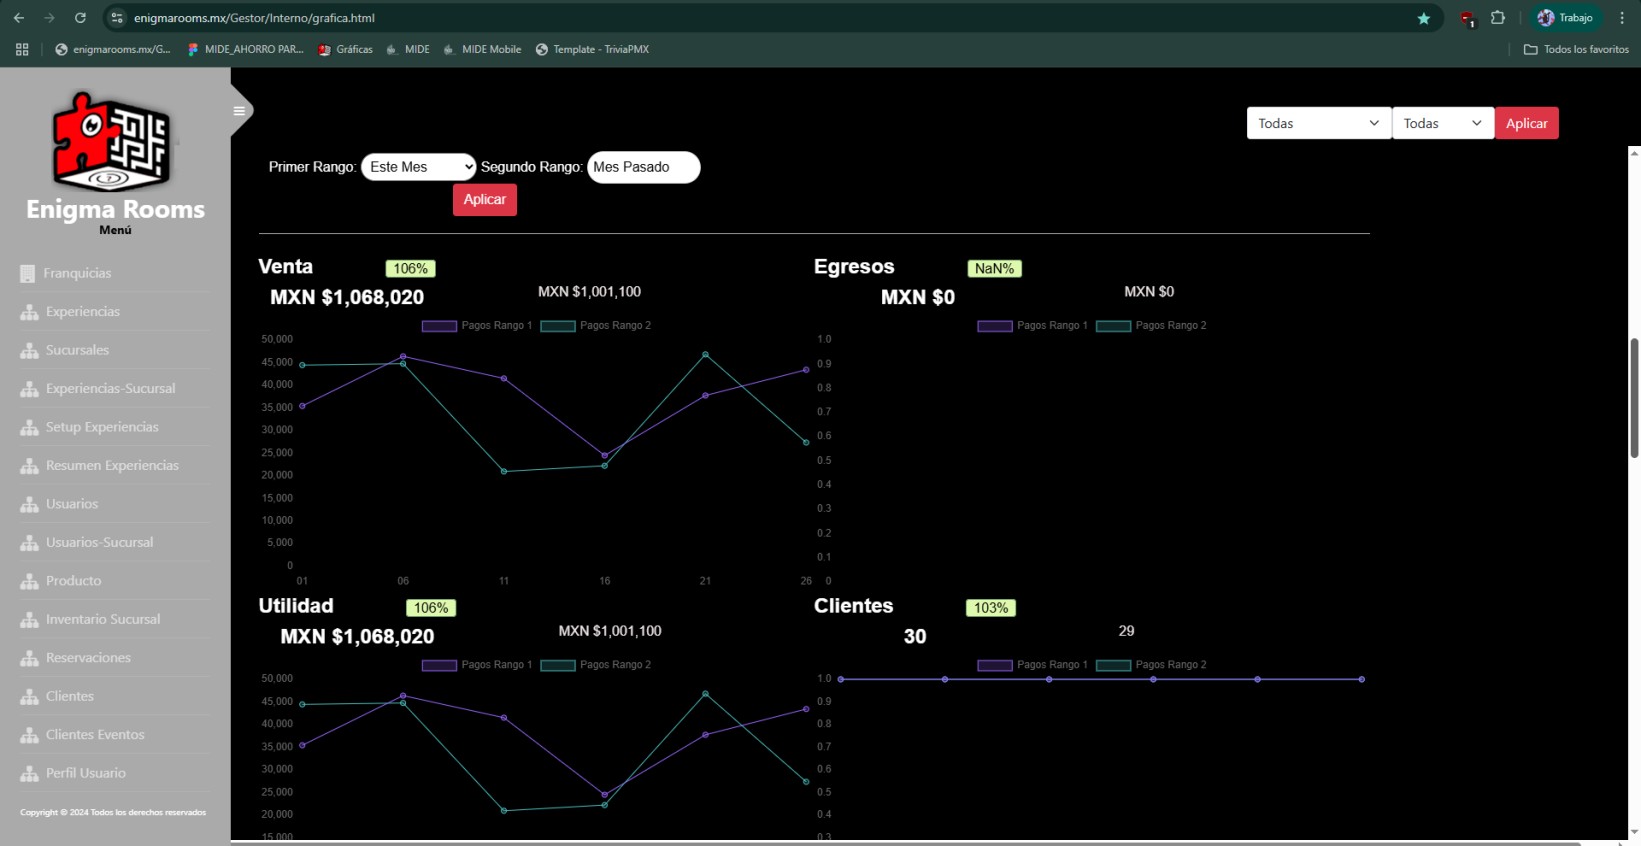 enigmarooms.mx/Gestor/Interno/grafica.html
1
Trabajo
enigmarooms.mx/G...
MIDE_AHORRO PAR...
Gráficas
MIDE
MIDE Mobile
Template - TriviaPMX
Todos los favoritos
Enigma Rooms
Menú
Franquicias
Experiencias
Sucursales
Experiencias-Sucursal
Setup Experiencias
Resumen Experiencias
Usuarios
Usuarios-Sucursal
Producto
Inventario Sucursal
Reservaciones
Clientes
Clientes Eventos
Perfil Usuario
Copyright © 2024 Todos los derechos reservados
Todas
Todas
Aplicar
Primer Rango: Este Mes Segundo Rango: Mes Pasado
Aplicar
Venta 106%
MXN $1,068,020 MXN $1,001,100
Pagos Rango 1 Pagos Rango 2
50,000
45,000
40,000
35,000
30,000
25,000
20,000
15,000
10,000
5,000
0
01 06 11 16 21 26
Egresos NaN%
MXN $0 MXN $0
Pagos Rango 1 Pagos Rango 2
1.0
0.9
0.8
0.7
0.6
0.5
0.4
0.3
0.2
0.1
0
Utilidad 106%
MXN $1,068,020 MXN $1,001,100
Pagos Rango 1 Pagos Rango 2
50,000
45,000
40,000
35,000
30,000
25,000
20,000
15,000
Clientes 103%
30 29
Pagos Rango 1 Pagos Rango 2
1.0
0.9
0.8
0.7
0.6
0.5
0.4
0.3